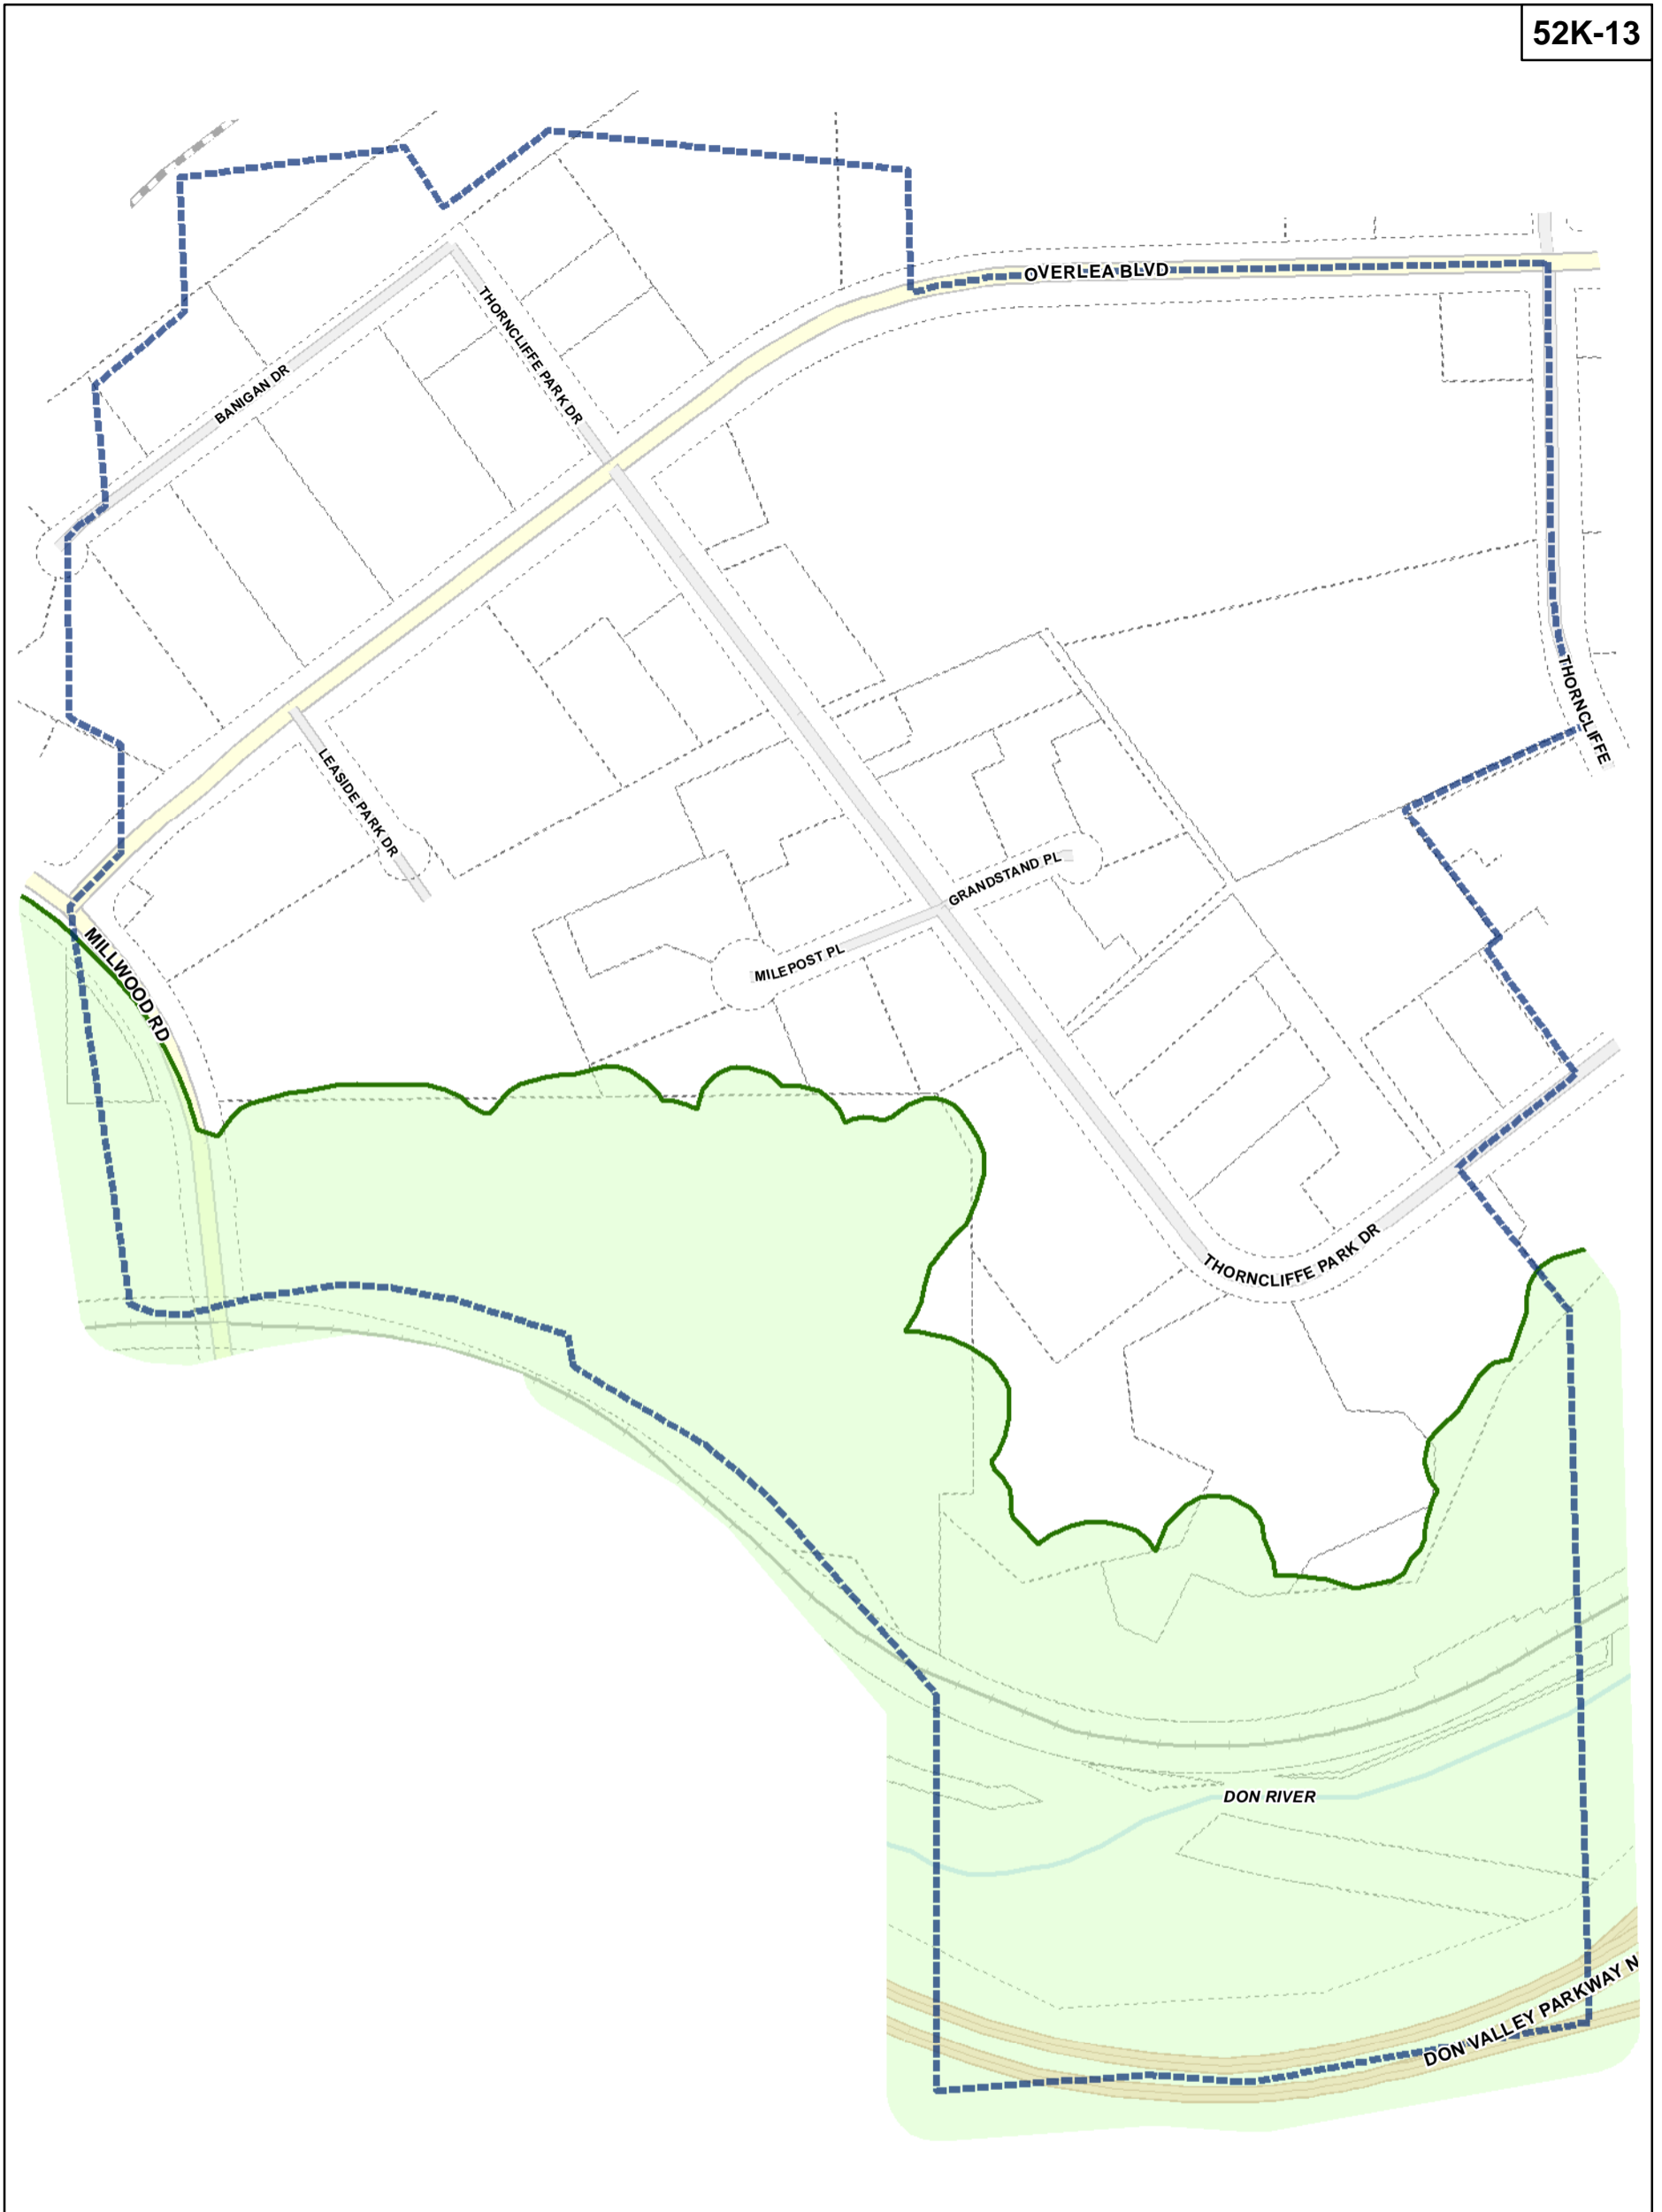 52K-13
OVERLEA BLVD
THORNCLIFFE PARK DR
BANIGAN DR
THORNCLIFFE
LEASIDE PARK DR
GRANDSTAND PL
MILEPOST PL
MILLWOOD RD
THORNCLIFFE PARK DR
DON RIVER
DON VALLEY PARKWAY N